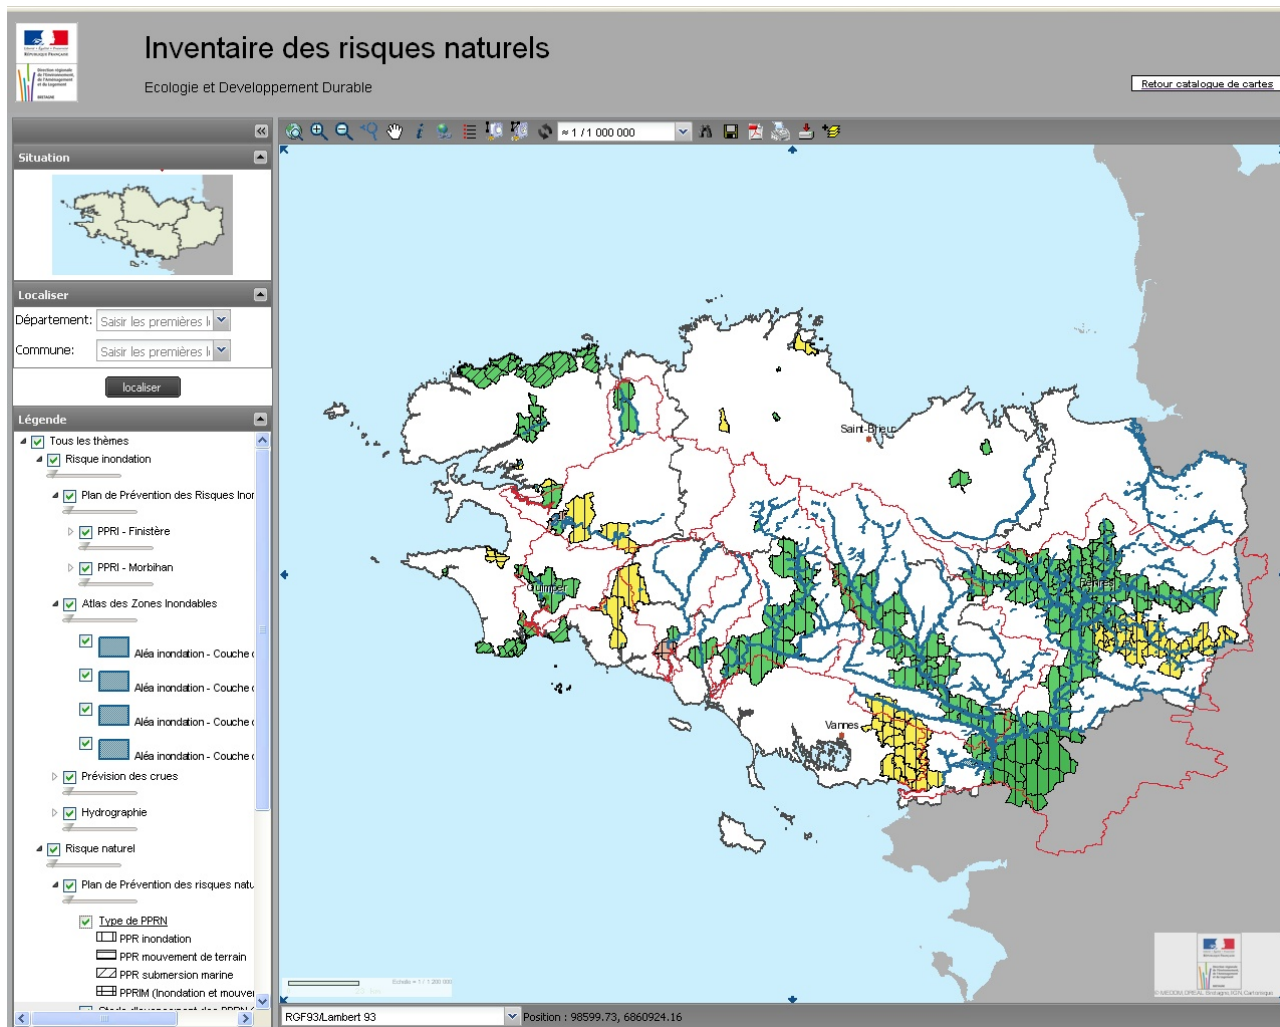 Inventaire des risques naturels
Ecologie et Developpement Durable
Retour catalogue de cartes
Situation
≈ 1 / 1 000 000
Localiser
Département: Saisir les premières l
Commune: Saisir les premières l
localiser
Légende
Tous les thèmes
Risque inondation
Plan de Prévention des Risques Inor
PPRI - Finistère
PPRI - Morbihan
Atlas des Zones Inondables
Aléa inondation - Couche c
Aléa inondation - Couche c
Aléa inondation - Couche c
Aléa inondation - Couche c
Prévision des crues
Hydrographie
Risque naturel
Plan de Prévention des risques natu
Type de PPRN
PPR inondation
PPR mouvement de terrain
PPR submersion marine
PPRIM (Inondation et mouve
Saint-Brieuc
Rennes
Quimper
Vannes
RGF93/Lambert 93
Position : 98599.73, 6860924.16